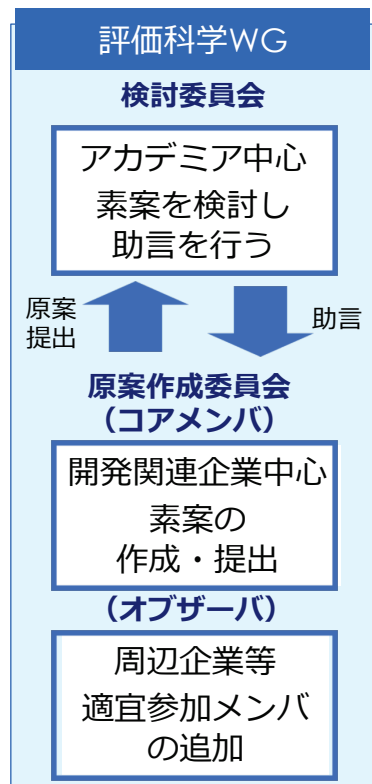 評価科学WG
検討委員会
アカデミア中心
素案を検討し
助言を行う
原案
提出
助言
原案作成委員会
（コアメンバ）
開発関連企業中心
素案の
作成・提出
（オブザーバ）
周辺企業等
適宜参加メンバ
の追加